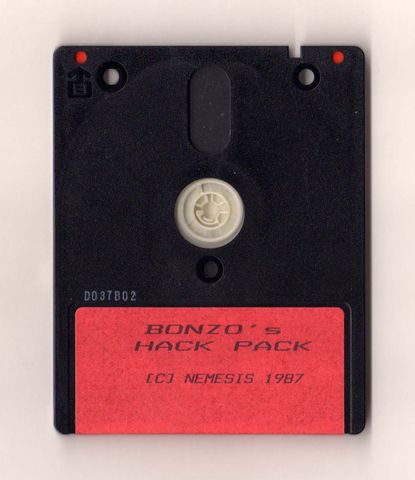 B
D037B02
BONZO's
HACK PACK
(C) NEMESIS 1987